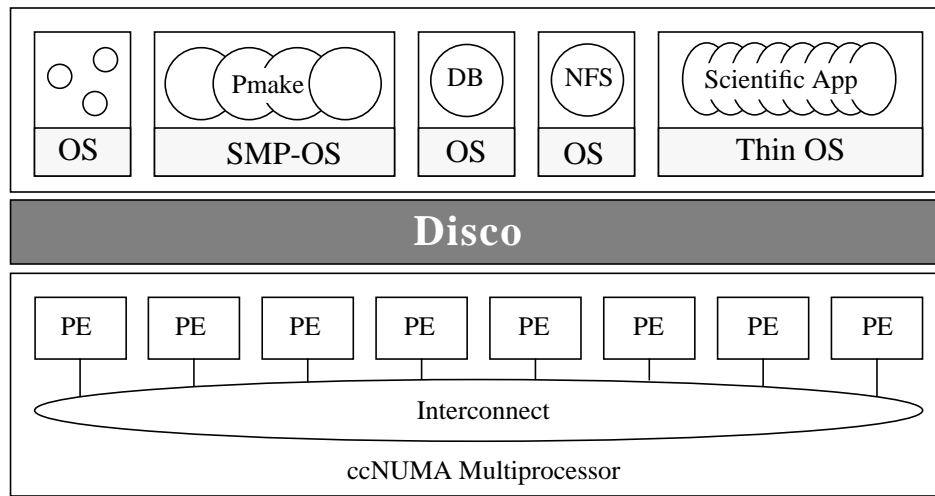 Pmake
DB
NFS
Scientific App
OS
SMP-OS
OS
OS
Thin OS
Disco
PE
PE
PE
PE
PE
PE
PE
PE
Interconnect
ccNUMA Multiprocessor